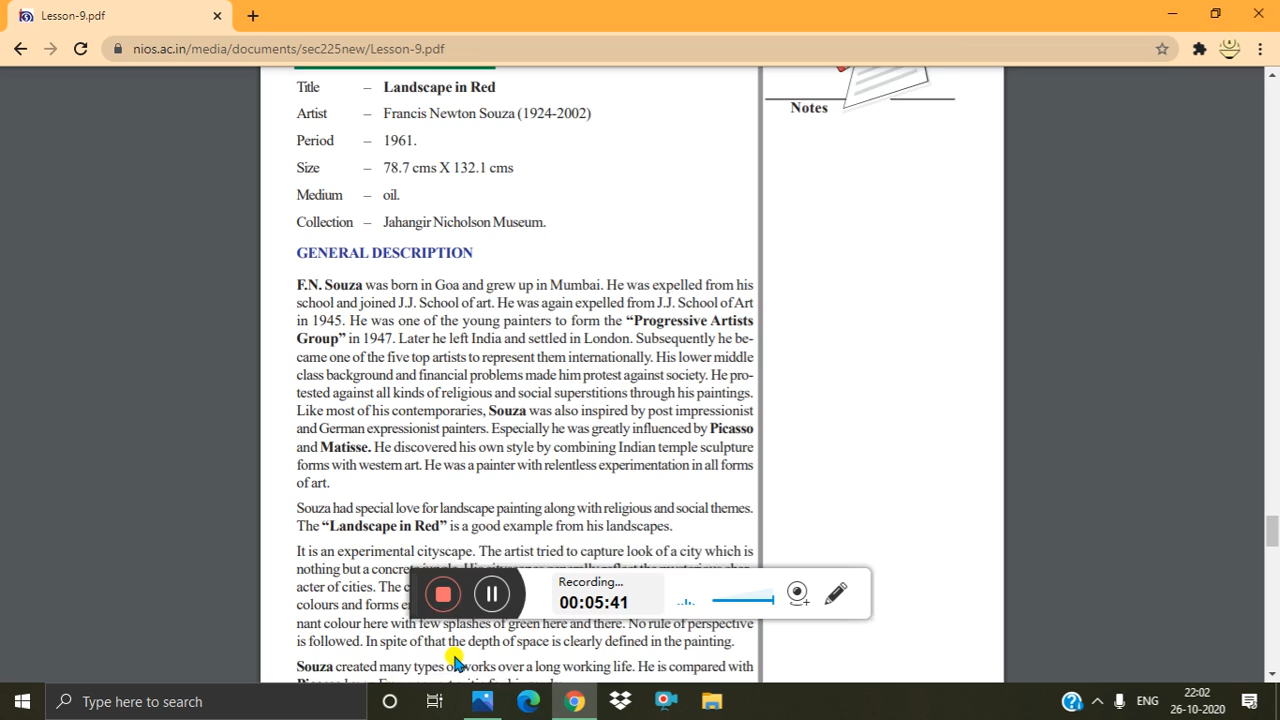 Lesson-9.pdf
nios.ac.in/media/documents/sec225new/Lesson-9.pdf
Title – Landscape in Red
Artist – Francis Newton Souza (1924-2002)
Period – 1961.
Size – 78.7 cms X 132.1 cms
Medium – oil.
Collection – Jahangir Nicholson Museum.
Notes
GENERAL DESCRIPTION
F.N. Souza was born in Goa and grew up in Mumbai. He was expelled from his
school and joined J.J. School of art. He was again expelled from J.J. School of Art
in 1945. He was one of the young painters to form the “Progressive Artists
Group” in 1947. Later he left India and settled in London. Subsequently he be-
came one of the five top artists to represent them internationally. His lower middle
class background and financial problems made him protest against society. He pro-
tested against all kinds of religious and social superstitions through his paintings.
Like most of his contemporaries, Souza was also inspired by post impressionist
and German expressionist painters. Especially he was greatly influenced by Picasso
and Matisse. He discovered his own style by combining Indian temple sculpture
forms with western art. He was a painter with relentless experimentation in all forms
of art.
Souza had special love for landscape painting along with religious and social themes.
The “Landscape in Red” is a good example from his landscapes.
It is an experimental cityscape. The artist tried to capture look of a city which is
nothing but a concrete
acter of cities. The
colours and forms
nant colour here with few splashes of green here and there. No rule of perspective
is followed. In spite of that the depth of space is clearly defined in the painting.
Souza created many types works over a long working life. He is compared with
Recording...
00:05:41
Type here to search
ENG
22:02
26-10-2020